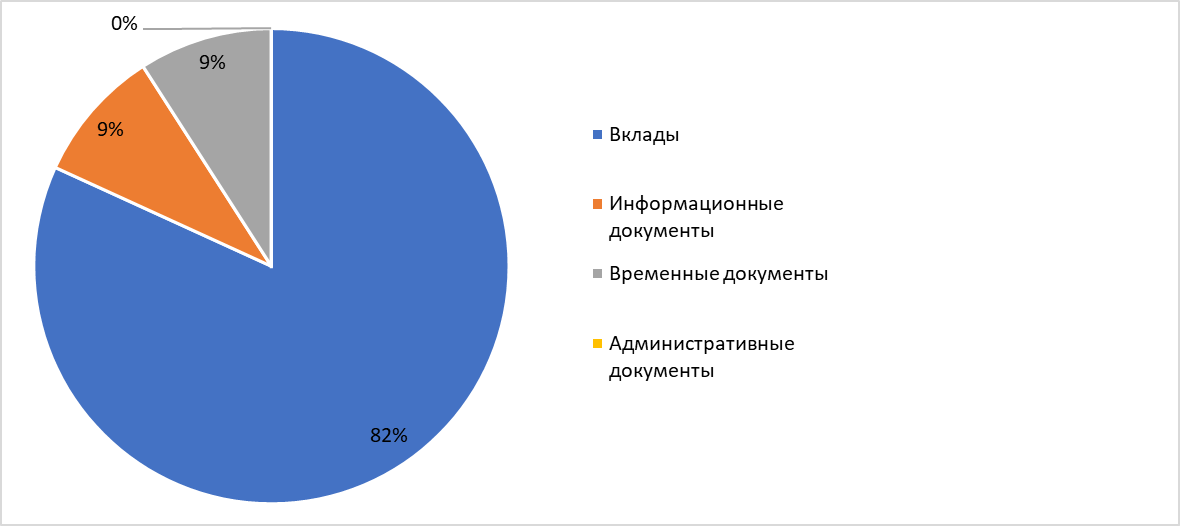 0%
9%
9%
82%
Вклады
Информационные
документы
Временные документы
Административные
документы